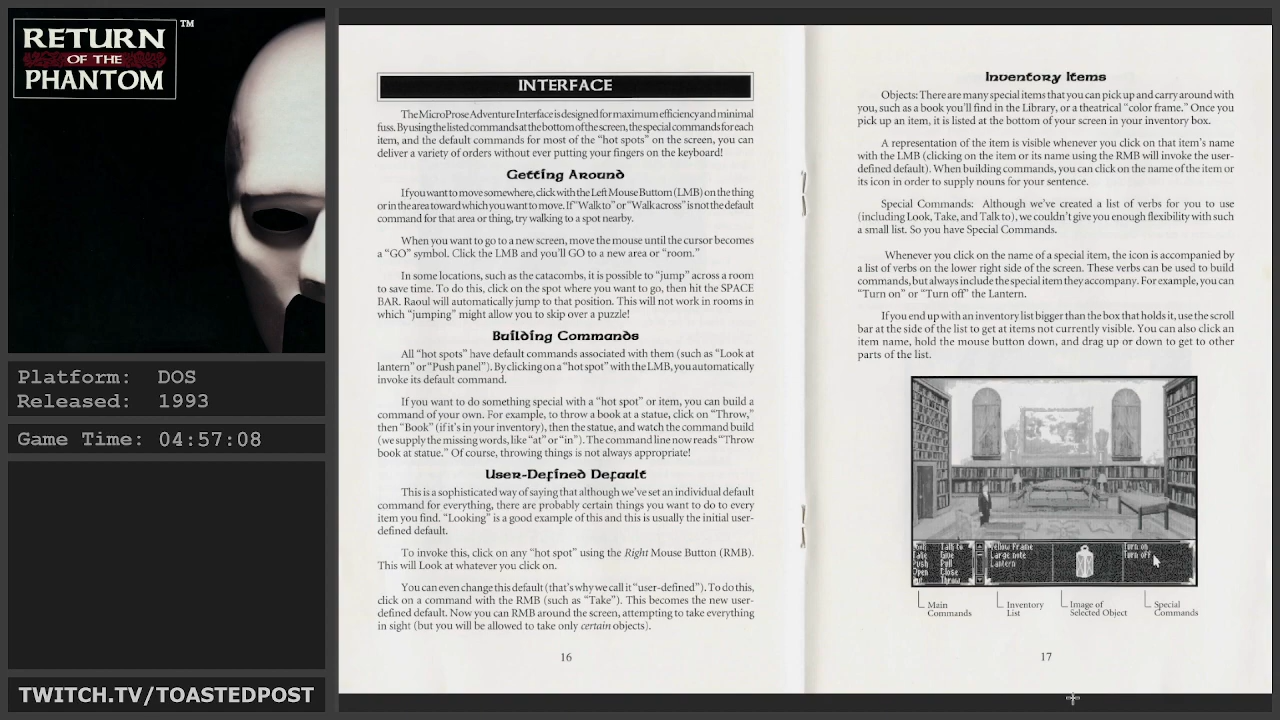 RETURN
OF THE
PHANTOM
TM
Platform: DOS
Released: 1993
Game Time: 04:57:08
TWITCH.TV/TOASTEDPOST
INTERFACE
The MicroProse Adventure Interface is designed for maximum efficiency and minimal
fuss. By using the listed commands at the bottom of the screen, the special commands for each
item, and the default commands for most of the "hot spots" on the screen, you can
deliver a variety of orders without ever putting your fingers on the keyboard!
Getting Around
If you want to move somewhere, click with the Left Mouse Buttom (LMB) on the thing
or in the area toward which you want to move. If "Walk to" or "Walk across" is not the default
command for that area or thing, try walking to a spot nearby.
When you want to go to a new screen, move the mouse until the cursor becomes
a "GO" symbol. Click the LMB and you'll GO to a new area or "room."
In some locations, such as the catacombs, it is possible to "jump" across a room
to save time. To do this, click on the spot where you want to go, then hit the SPACE
BAR. Raoul will automatically jump to that position. This will not work in rooms in
which "jumping" might allow you to skip over a puzzle!
Building Commands
All "hot spots" have default commands associated with them (such as "Look at
lantern" or "Push panel"). By clicking on a "hot spot" with the LMB, you automatically
invoke its default command.
If you want to do something special with a "hot spot" or item, you can build a
command of your own. For example, to throw a book at a statue, click on "Throw,"
then "Book" (if it's in your inventory), then the statue, and watch the command build
(we supply the missing words, like "at" or "in"). The command line now reads "Throw
book at statue." Of course, throwing things is not always appropriate!
User-Defined Default
This is a sophisticated way of saying that although we've set an individual default
command for everything, there are probably certain things you want to do to every
item you find. "Looking" is a good example of this and this is usually the initial user-
defined default.
To invoke this, click on any "hot spot" using the Right Mouse Button (RMB).
This will Look at whatever you click on.
You can even change this default (that's why we call it "user-defined"). To do this,
click on a command with the RMB (such as "Take"). This becomes the new user-
defined default. Now you can RMB around the screen, attempting to take everything
in sight (but you will be allowed to take only certain objects).
16
Inventory Items
Objects: There are many special items that you can pick up and carry around with
you, such as a book you'll find in the Library, or a theatrical "color frame." Once you
pick up an item, it is listed at the bottom of your screen in your inventory box.
A representation of the item is visible whenever you click on that item's name
with the LMB (clicking on the item or its name using the RMB will invoke the user-
defined default). When building commands, you can click on the name of the item or
its icon in order to supply nouns for your sentence.
Special Commands: Although we've created a list of verbs for you to use
(including Look, Take, and Talk to), we couldn't give you enough flexibility with such
a small list. So you have Special Commands.
Whenever you click on the name of a special item, the icon is accompanied by
a list of verbs on the lower right side of the screen. These verbs can be used to build
commands, but always include the special item they accompany. For example, you can
"Turn on" or "Turn off" the Lantern.
If you end up with an inventory list bigger than the box that holds it, use the scroll
bar at the side of the list to get at items not currently visible. You can also click an
item name, hold the mouse button down, and drag up or down to get to other
parts of the list.
Look Talk to
Take Give
Push Pull
Open Close
Put Throw
Yellow Frame
Large note
Lantern
Turn on
Turn off
Main
Commands
Inventory
List
Image of
Selected Object
Special
Commands
17